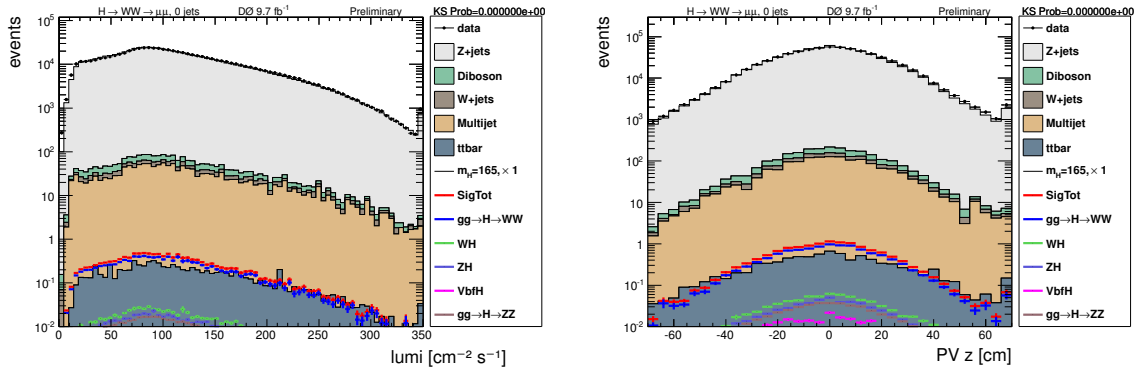 H→WW→μμ, 0 jets DØ 9.7 fb⁻¹ Preliminary KS Prob=0.000000e+00
events
10⁵
10⁴
10³
10²
10
1
10⁻¹
10⁻²
0 50 100 150 200 250 300 350
lumi [cm⁻² s⁻¹]
data
Z+jets
Diboson
W+jets
Multijet
ttbar
m_H=165,×1
SigTot
gg→H→WW
WH
ZH
VbfH
gg→H→ZZ
H→WW→μμ, 0 jets DØ 9.7 fb⁻¹ Preliminary KS Prob=0.000000e+00
events
10⁵
10⁴
10³
10²
10
1
10⁻¹
10⁻²
-60 -40 -20 0 20 40 60
PV z [cm]
data
Z+jets
Diboson
W+jets
Multijet
ttbar
m_H=165,×1
SigTot
gg→H→WW
WH
ZH
VbfH
gg→H→ZZ